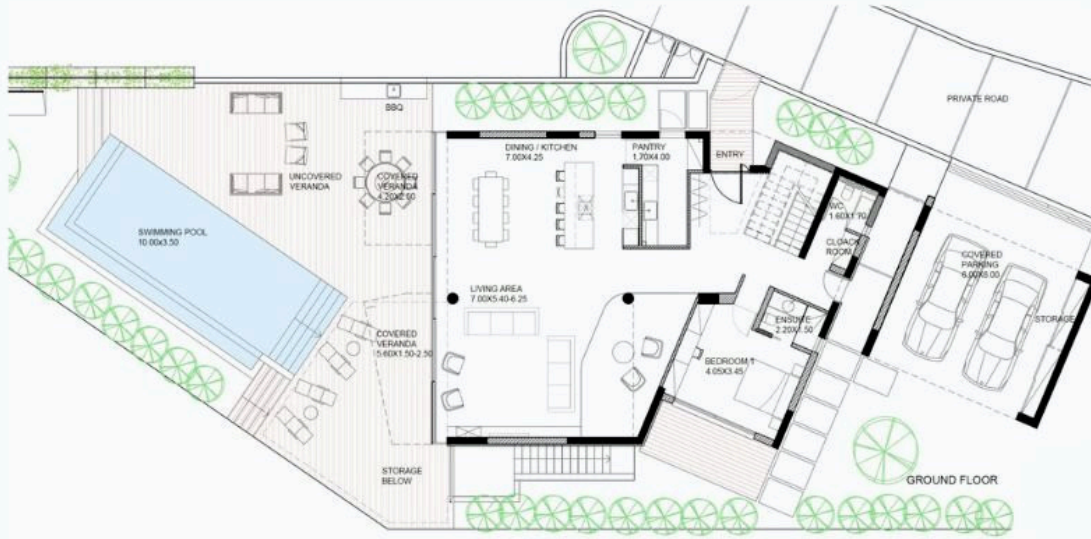 BBQ
PRIVATE ROAD
DINING / KITCHEN
7.00X4.25
PANTRY
1.70X4.00
ENTRY
UNCOVERED
VERANDA
COVERED
VERANDA
4.20X2.60
WC
1.60X1.70
CLOACK
ROOM
SWIMMING POOL
10.00X3.50
COVERED
PARKING
6.00X6.00
LIVING AREA
7.00X5.40-6.25
STORAGE
ENSUITE
2.20X1.50
COVERED
VERANDA
5.60X1.50-2.50
BEDROOM 1
4.05X3.45
STORAGE
BELOW
GROUND FLOOR